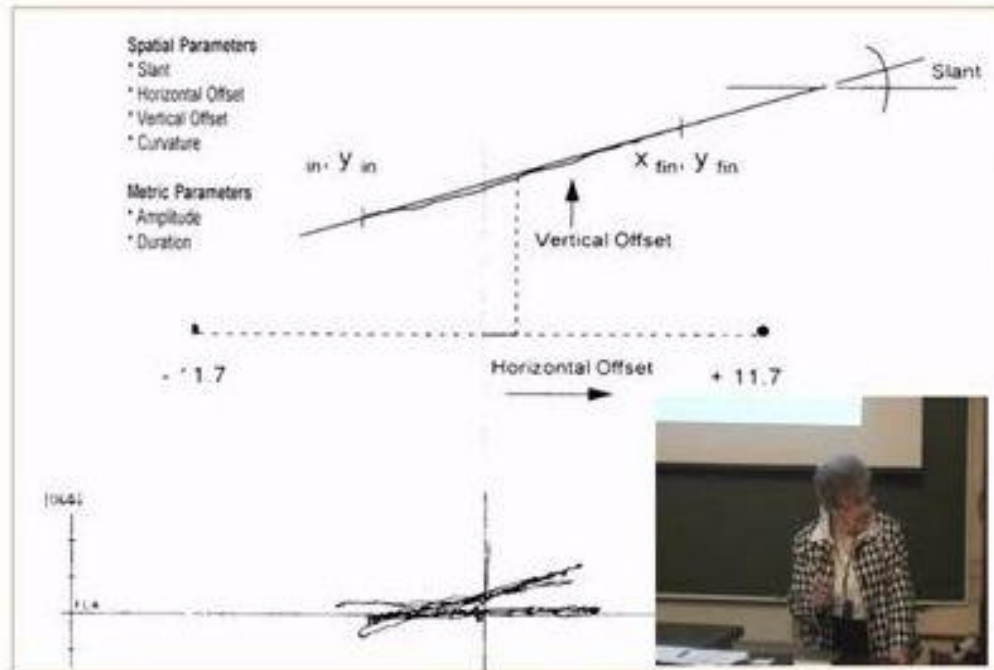 Spatial Parameters
* Slant
* Horizontal Offset
* Vertical Offset
* Curvature
Metric Parameters
* Amplitude
* Duration
Slant
in, y in
x fin, y fin
Vertical Offset
Horizontal Offset
+ 11.7